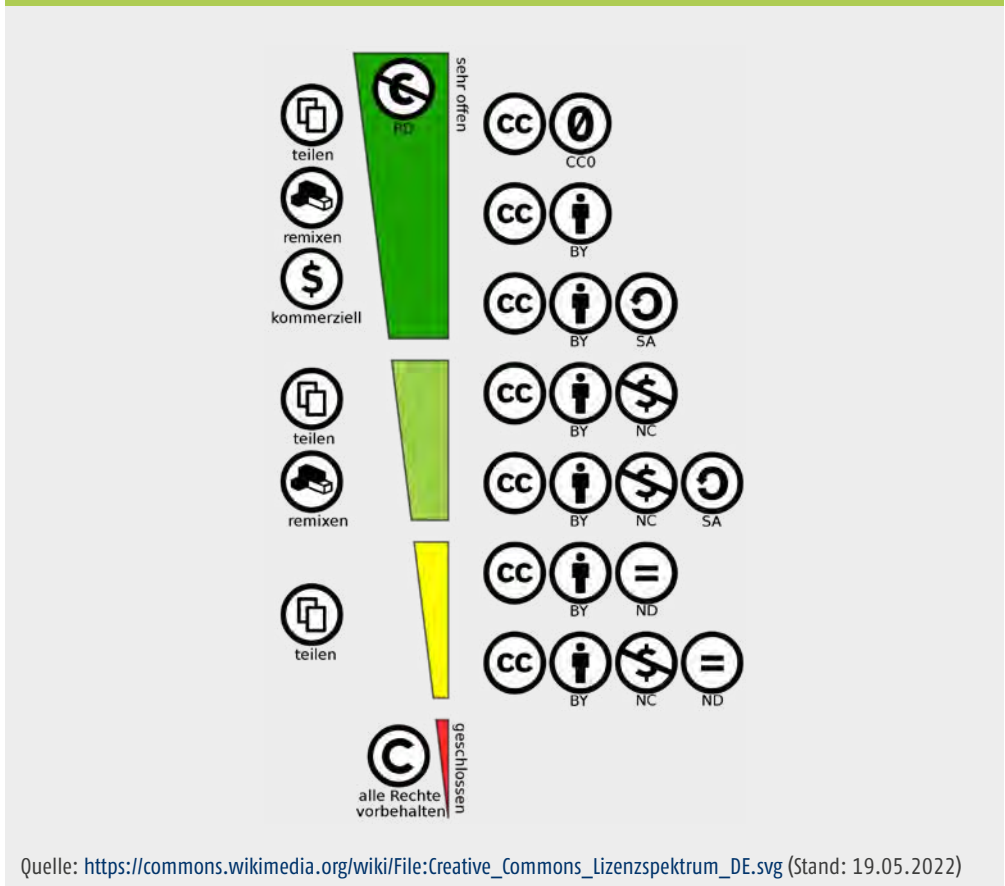 sehr offen
PD
teilen
CC 0
CC0
remixen
CC
BY
$
kommerziell
CC
BY SA
teilen
CC $
BY NC
remixen
CC $
BY NC SA
teilen
CC =
BY ND
CC $ =
BY NC ND
C
geschlossen
alle Rechte
vorbehalten
Quelle: https://commons.wikimedia.org/wiki/File:Creative_Commons_Lizenzspektrum_DE.svg (Stand: 19.05.2022)